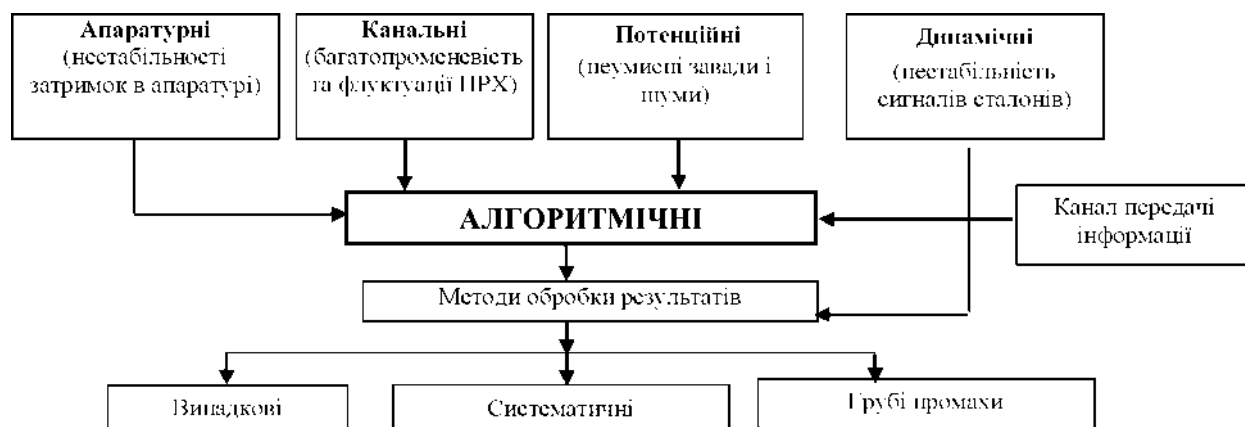 Апаратурні
(нестабільності
затримок в апаратурі)
Канальні
(багатопроменевість
та флуктуації ПРХ)
Потенційні
(неумисні завади і
шуми)
Динамічні
(нестабільність
сигналів еталонів)
АЛГОРИТМІЧНІ
Канал передачі
інформації
Методи обробки результатів
Випадкові
Систематичні
Грубі промахи